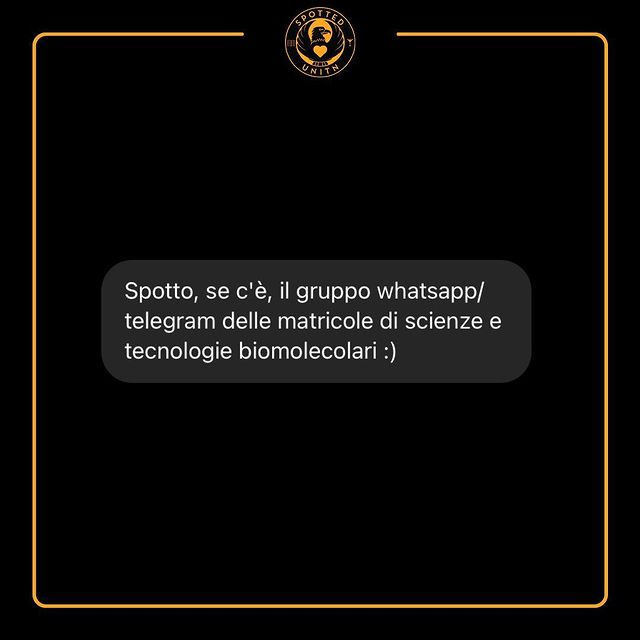 SPOTTED
UNITN
Spotto, se c'è, il gruppo whatsapp/
telegram delle matricole di scienze e
tecnologie biomolecolari :)